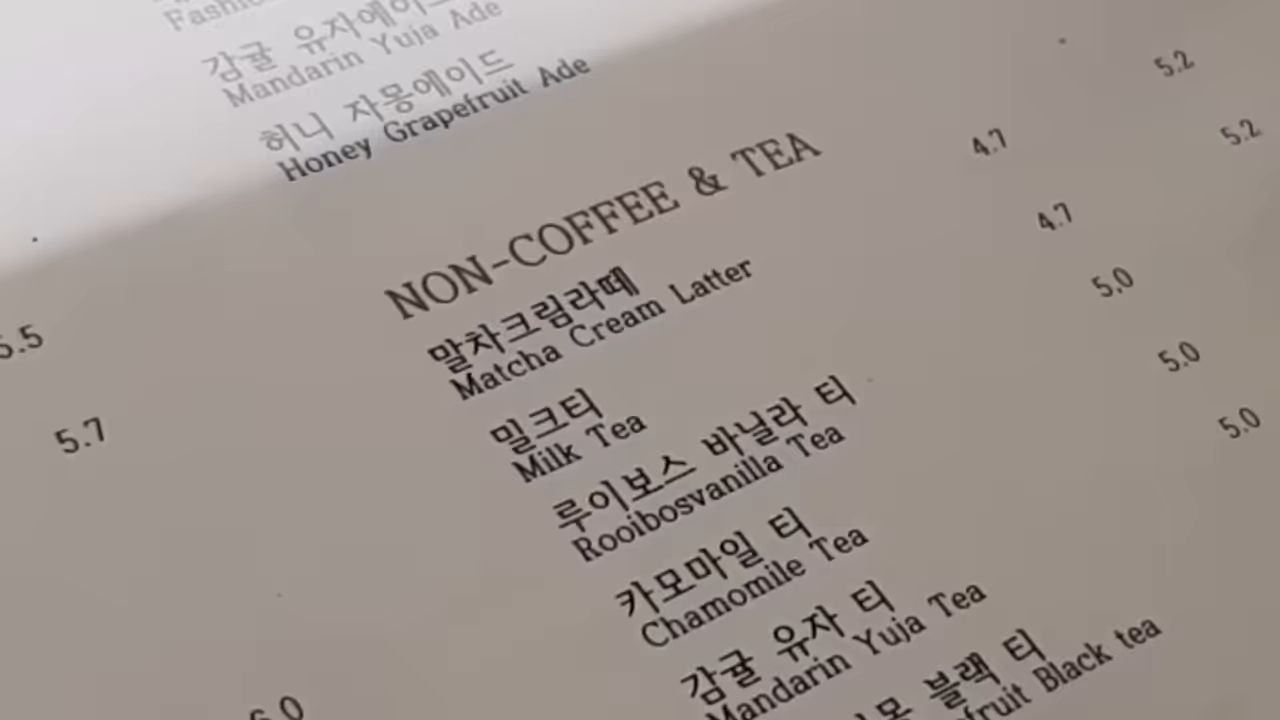 감귤 유자에이드
Mandarin Yuja Ade
허니 자몽에이드
Honey Grapefruit Ade
NON-COFFEE & TEA
말차크림라떼
Matcha Cream Latter
5.2
밀크티
Milk Tea
5.2
루이보스 바닐라 티
Rooibosvanilla Tea
4.7
카모마일 티
Chamomile Tea
4.7
감귤 유자 티
Mandarin Yuja Tea
5.0
블랙 티
Black tea
5.0
5.0
5.5
5.7
6.0